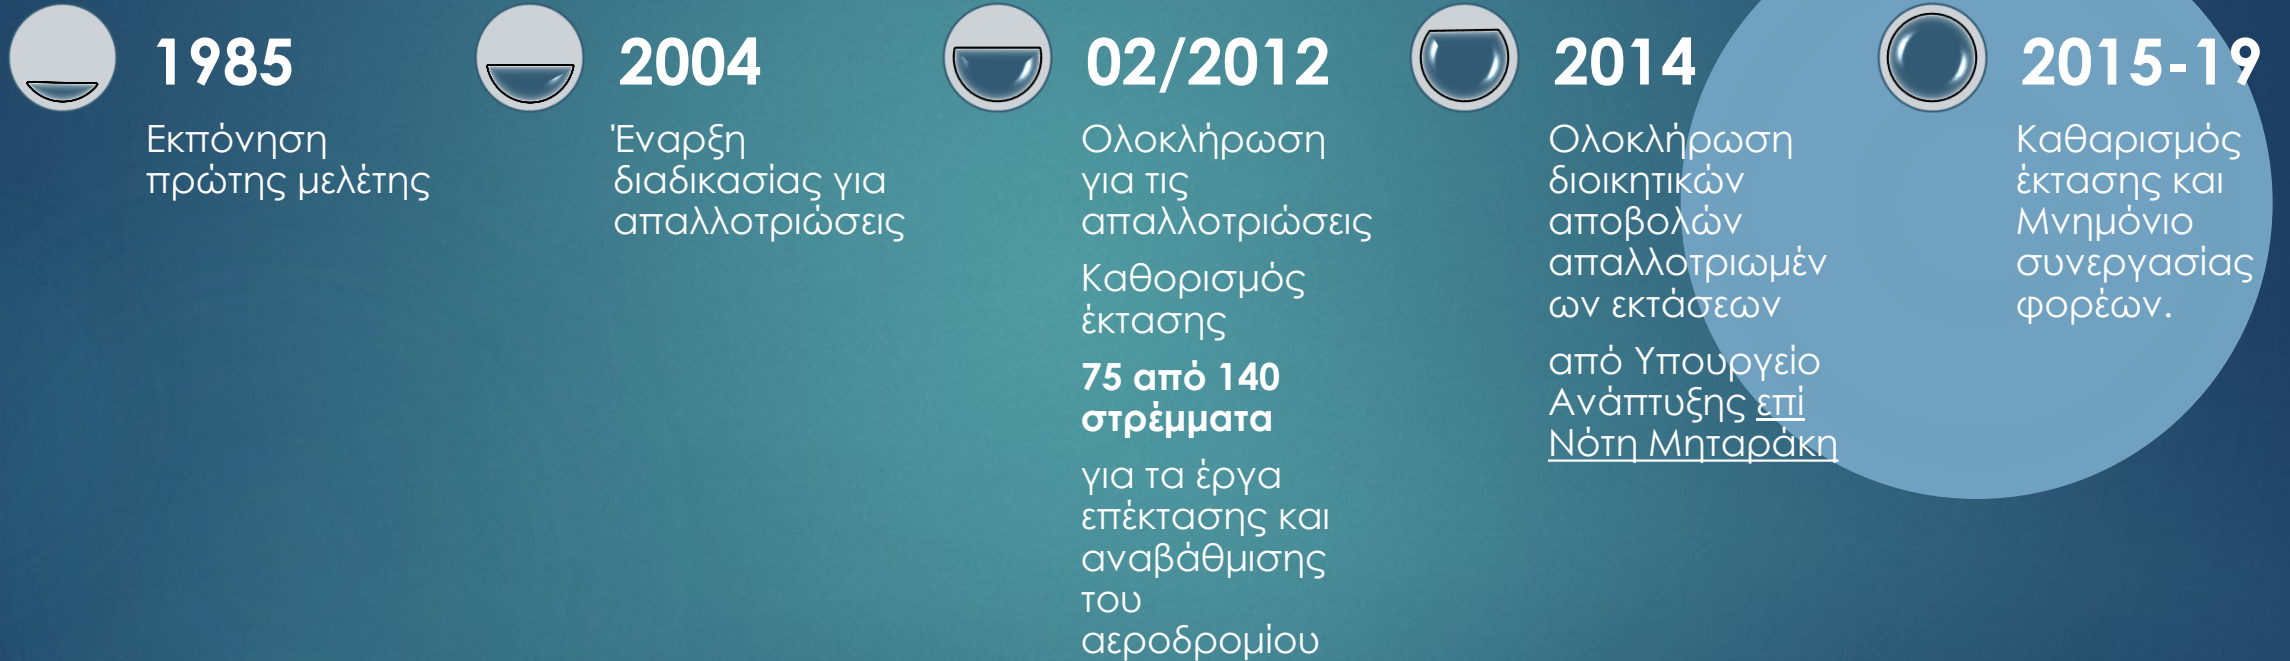 1985
Εκπόνηση
πρώτης μελέτης
2004
Έναρξη
διαδικασίας για
απαλλοτριώσεις
02/2012
Ολοκλήρωση
για τις
απαλλοτριώσεις
Καθορισμός
έκτασης
75 από 140
στρέμματα
για τα έργα
επέκτασης και
αναβάθμισης
του
αεροδρομίου
2014
Ολοκλήρωση
διοικητικών
αποβολών
απαλλοτριωμέν
ων εκτάσεων
από Υπουργείο
Ανάπτυξης επί
Νότη Μηταράκη
2015-19
Καθαρισμός
έκτασης και
Μνημόνιο
συνεργασίας
φορέων.